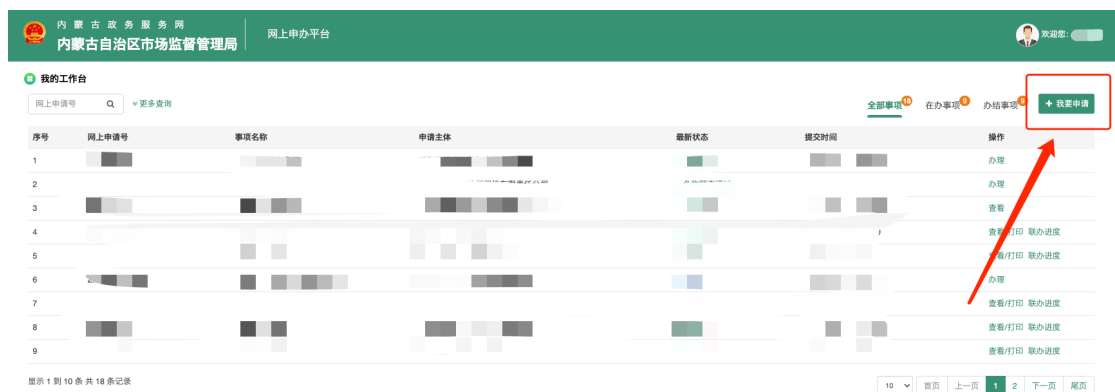 内蒙古政务服务网
内蒙古自治区市场监督管理局
网上申办平台
欢迎您:
我的工作台
网上申请号 更多查询
全部事项 18 在办事项 9 办结事项 9 + 我要申请
序号 网上申请号 事项名称 申请主体 最新状态 提交时间 操作
1 办理
2 办理
3 查看
4 查看/打印 联办进度
5 查看/打印 联办进度
6 办理
7 查看/打印 联办进度
8 查看/打印 联办进度
9 查看/打印 联办进度
显示 1 到 10 条 共 18 条记录
10 首页 上一页 1 2 下一页 尾页